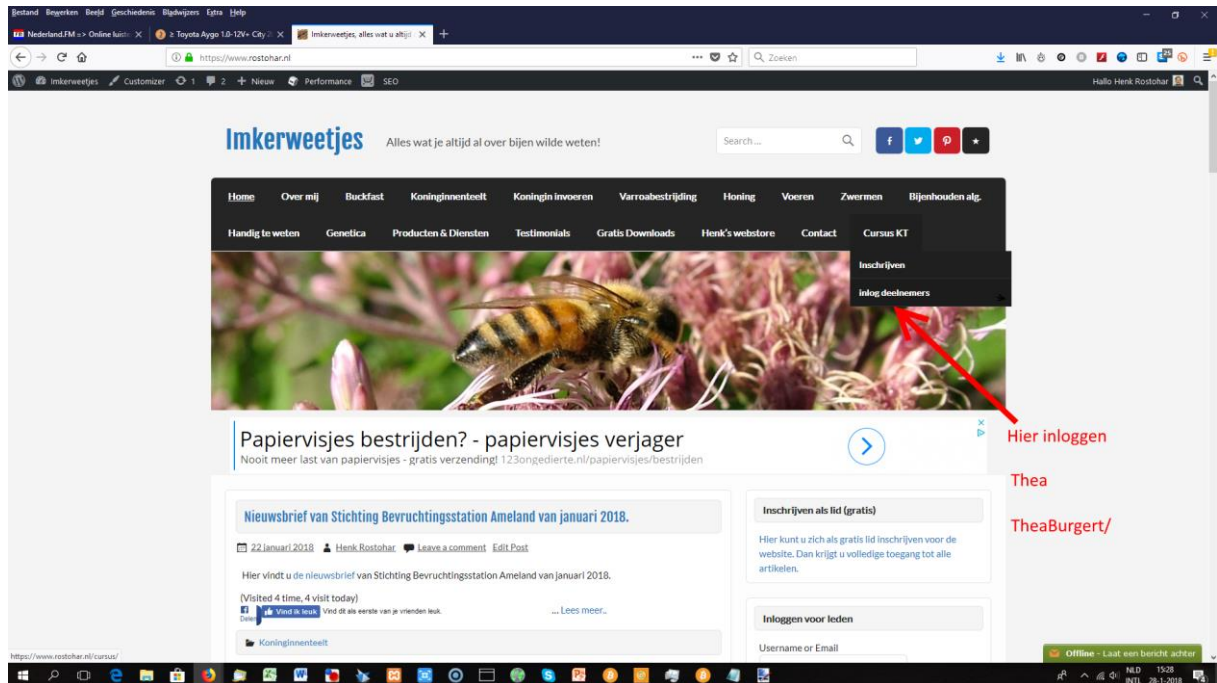 Bestand Bewerken Beeld Geschiedenis Bladwijzers Extra Help
Nederland.FM => Online luiste
≥ Toyota Aygo 1.0-12V+ City 2
Imkerweetjes, alles wat u altijd
https://www.rostohar.nl
Zoeken
25
Imkerweetjes Customizer 1 2 + Nieuw Performance SEO
Hallo Henk Rostohar
Imkerweetjes
Alles wat je altijd al over bijen wilde weten!
Search ...
Home Over mij Buckfast Koninginnenteelt Koningin invoeren Varroabestrijding Honing Voeren Zwermen Bijenhouden alg.
Handig te weten Genetica Producten & Diensten Testimonials Gratis Downloads Henk's webstore Contact Cursus KT
Inschrijven
inlog deelnemers
Hier inloggen
Thea
TheaBurgert/
Papiervisjes bestrijden? - papiervisjes verjager
Nooit meer last van papiervisjes - gratis verzending! 123ongedierte.nl/papiervisjes/bestrijden
Nieuwsbrief van Stichting Bevruchtingsstation Ameland van januari 2018.
22 januari 2018 Henk Rostohar Leave a comment Edit Post
Hier vindt u de nieuwsbrief van Stichting Bevruchtingsstation Ameland van januari 2018.
(Visited 4 time, 4 visit today)
Delen
Vind ik leuk
Vind dit als eerste van je vrienden leuk.
... Lees meer..
Koninginnenteelt
Inschrijven als lid (gratis)
Hier kunt u zich als gratis lid inschrijven voor de
website. Dan krijgt u volledige toegang tot alle
artikelen.
Inloggen voor leden
Username or Email
Offline - Laat een bericht achter
https://www.rostohar.nl/cursus/
NLD
INTL
15:28
28-1-2018